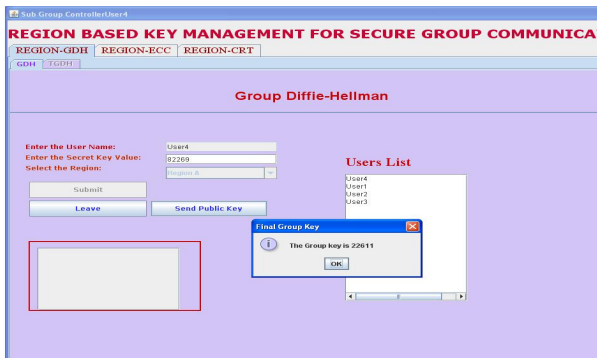 Sub Group ControllerUser4
REGION BASED KEY MANAGEMENT FOR SECURE GROUP COMMUNICA
REGION-GDH REGION-ECC REGION-CRT
GDH TGDH
Group Diffie-Hellman
Enter the User Name: User4
Enter the Secret Key Value: 82269
Select the Region: Region A
Submit
Leave Send Public Key
Users List
User4
User1
User2
User3
Final Group Key
The Group key is 22611
OK